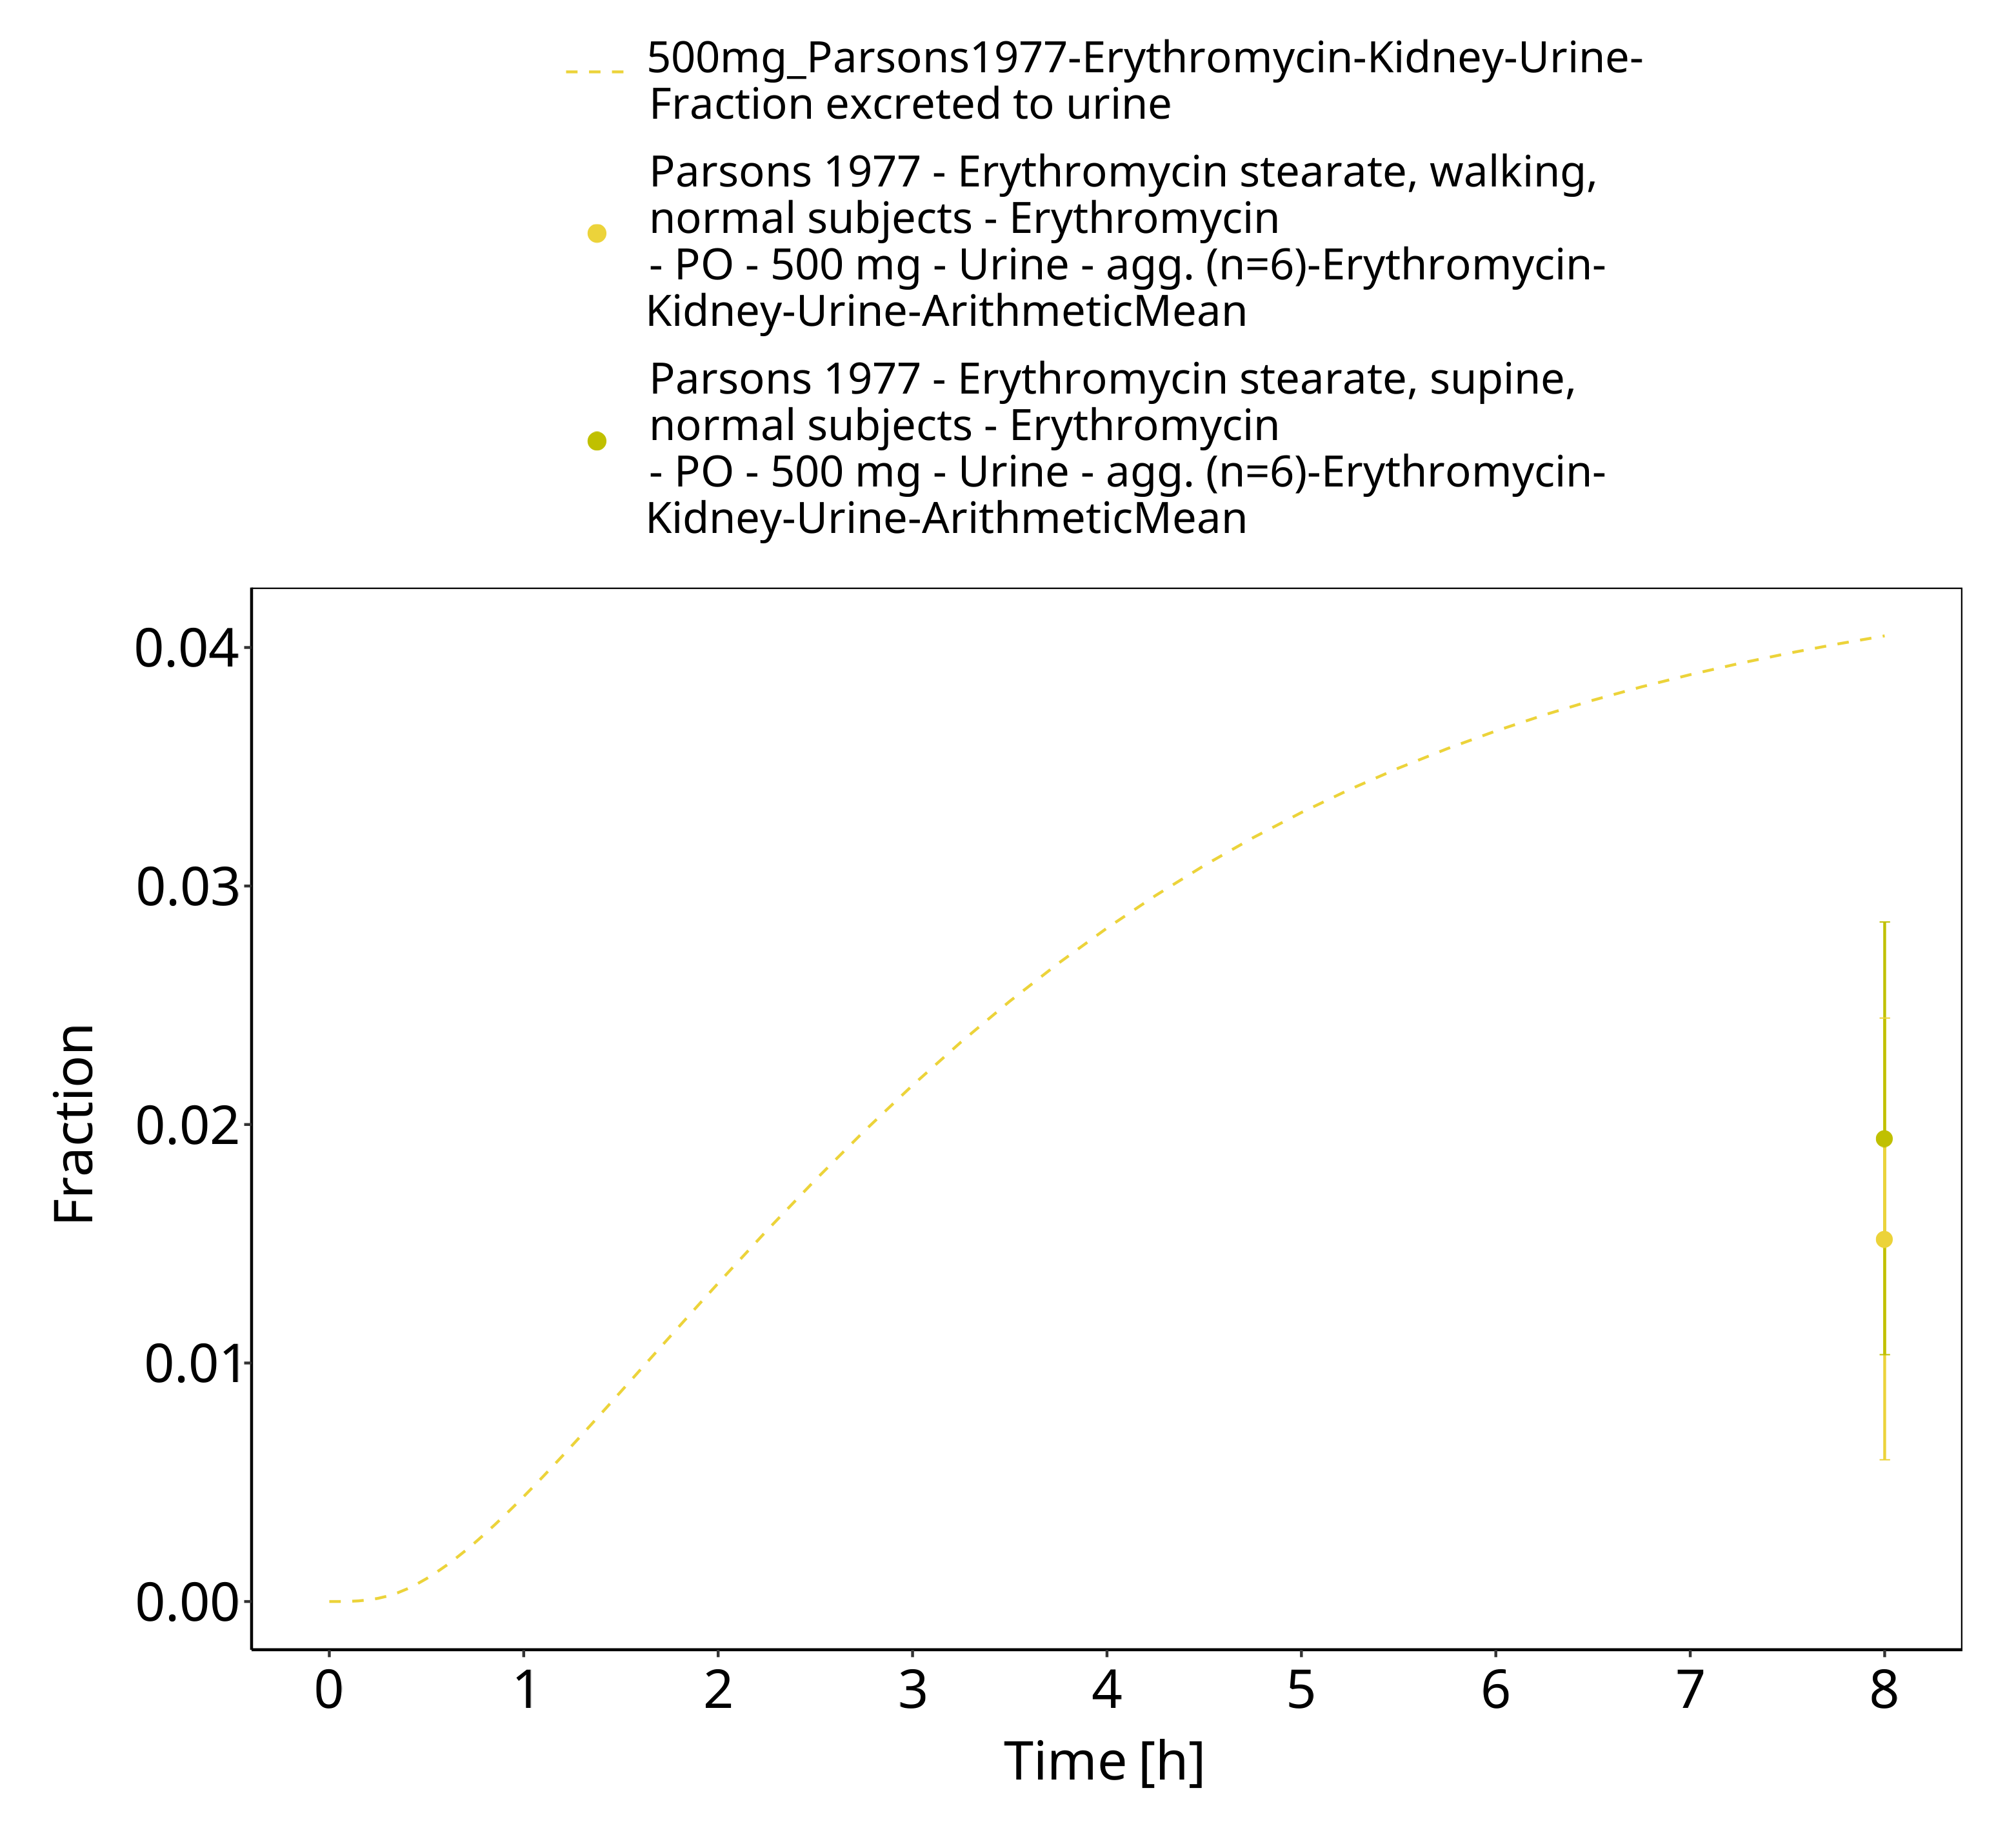 500mg_Parsons1977-Erythromycin-Kidney-Urine-
Fraction excreted to urine
Parsons 1977 - Erythromycin stearate, walking,
normal subjects - Erythromycin
- PO - 500 mg - Urine - agg. (n=6)-Erythromycin-
Kidney-Urine-ArithmeticMean
Parsons 1977 - Erythromycin stearate, supine,
normal subjects - Erythromycin
- PO - 500 mg - Urine - agg. (n=6)-Erythromycin-
Kidney-Urine-ArithmeticMean
Fraction
0.04
0.03
0.02
0.01
0.00
0 1 2 3 4 5 6 7 8
Time [h]